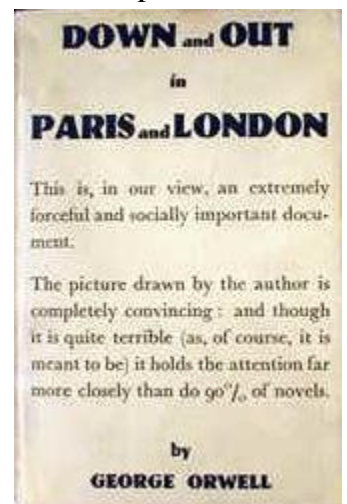 DOWN and OUT
in
PARIS and LONDON
This is, in our view, an extremely
forceful and socially important docu-
ment.
The picture drawn by the author is
completely convincing : and though
it is quite terrible (as, of course, it is
meant to be) it holds the attention far
more closely than do 90% of novels.
by
GEORGE ORWELL